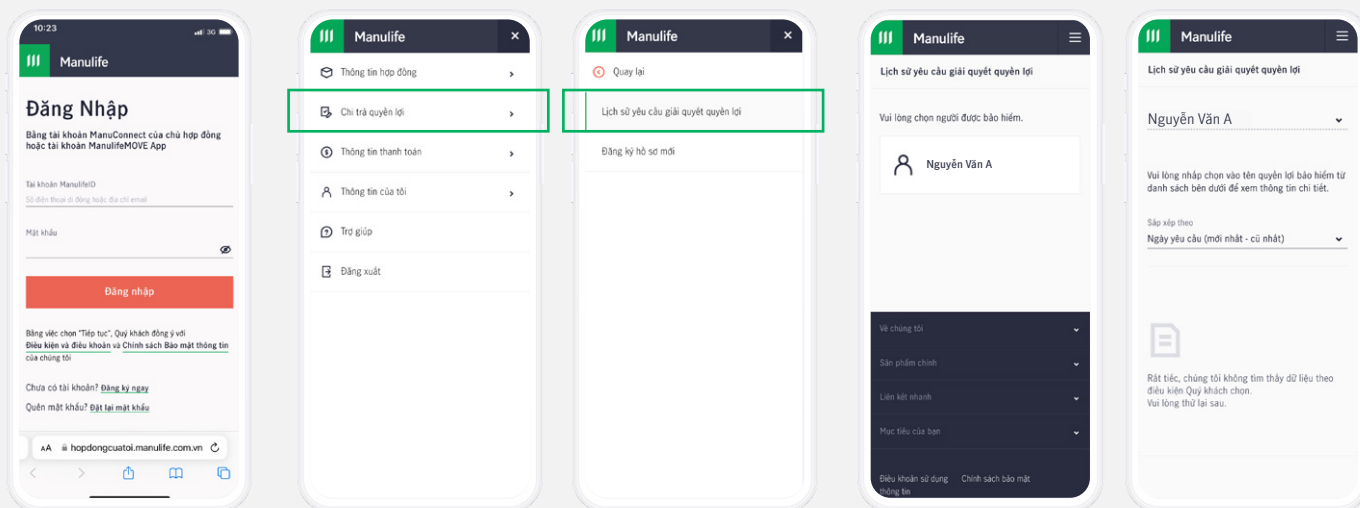 10:23
3G
Manulife
Đăng Nhập
Bằng tài khoản ManuConnect của chủ hợp đồng
hoặc tài khoản ManulifeMOVE App
Tài khoản ManulifeID
Số điện thoại di động hoặc địa chỉ email
Mật khẩu
Đăng nhập
Bằng việc chọn "Tiếp tục", Quý khách đồng ý với
Điều kiện và điều khoản và Chính sách Bảo mật thông tin
của chúng tôi
Chưa có tài khoản? Đăng ký ngay
Quên mật khẩu? Đặt lại mật khẩu
AA hopdongcuatoi.manulife.com.vn
Manulife
Thông tin hợp đồng
Chi trả quyền lợi
Thông tin thanh toán
Thông tin của tôi
Trợ giúp
Đăng xuất
Manulife
Quay lại
Lịch sử yêu cầu giải quyết quyền lợi
Đăng ký hồ sơ mới
Manulife
Lịch sử yêu cầu giải quyết quyền lợi
Vui lòng chọn người được bảo hiểm.
Nguyễn Văn A
Về chúng tôi
Sản phẩm chính
Liên kết nhanh
Mục tiêu của bạn
Điều khoản sử dụng Chính sách bảo mật
thông tin
Manulife
Lịch sử yêu cầu giải quyết quyền lợi
Nguyễn Văn A
Vui lòng nhấp chọn vào tên quyền lợi bảo hiểm từ
danh sách bên dưới để xem thông tin chi tiết.
Sắp xếp theo
Ngày yêu cầu (mới nhất - cũ nhất)
Rất tiếc, chúng tôi không tìm thấy dữ liệu theo
điều kiện Quý khách chọn.
Vui lòng thử lại sau.